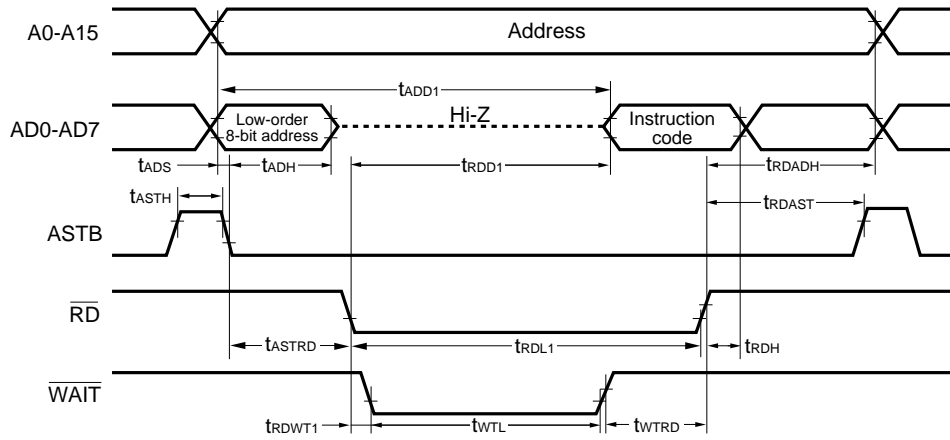 A0-A15
Address
tADD1
AD0-AD7
Low-order
8-bit address
Hi-Z
Instruction
code
tADS
tADH
tRDD1
tRDADH
tASTH
tRDAST
ASTB
RD
tASTRD
tRDL1
tRDH
WAIT
tRDWT1
tWTL
tWTRD